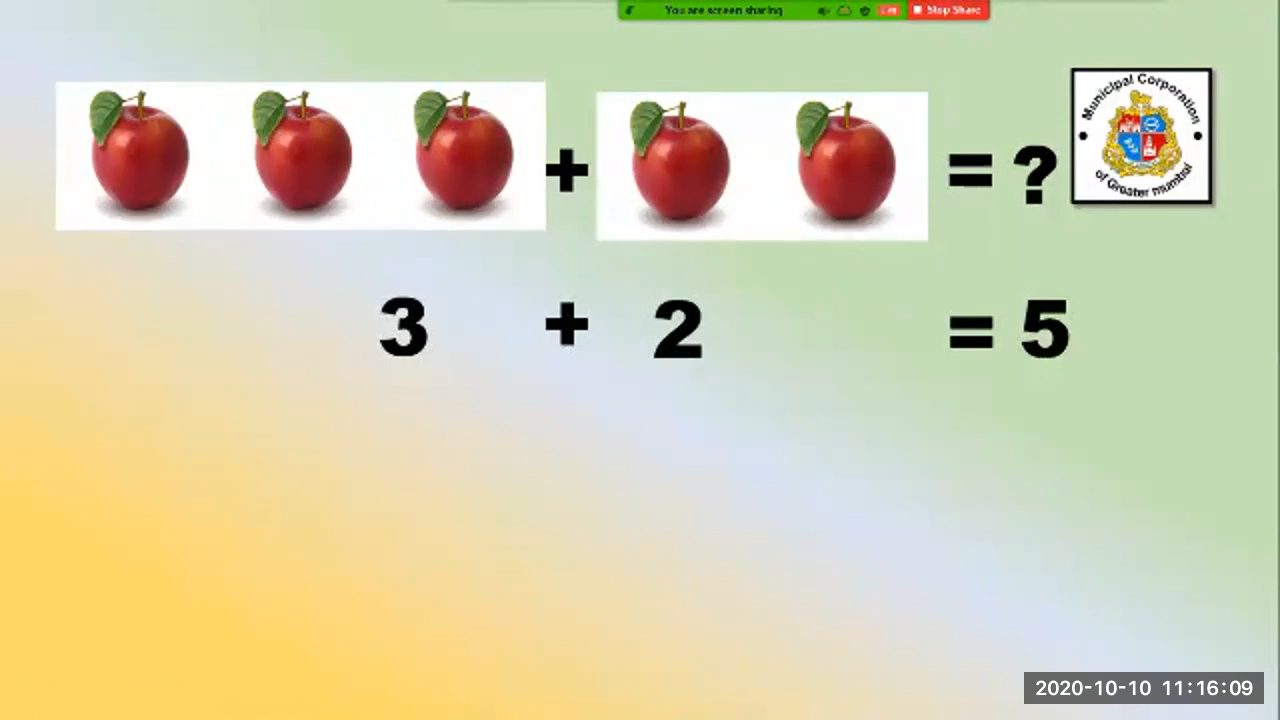 You are screen sharing
Stop Share
+ = ?
Municipal Corporation
of Greater mumbai
3 + 2 = 5
2020-10-10 11:16:09